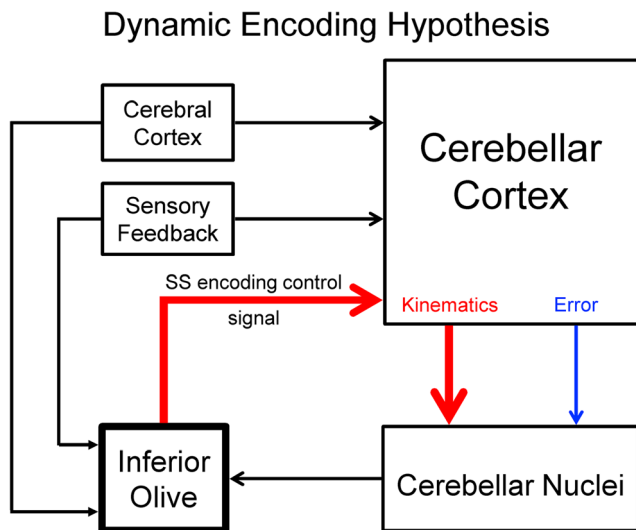 Dynamic Encoding Hypothesis
Cerebral
Cortex
Cerebellar
Cortex
Sensory
Feedback
SS encoding control
signal
Kinematics
Error
Inferior
Olive
Cerebellar Nuclei